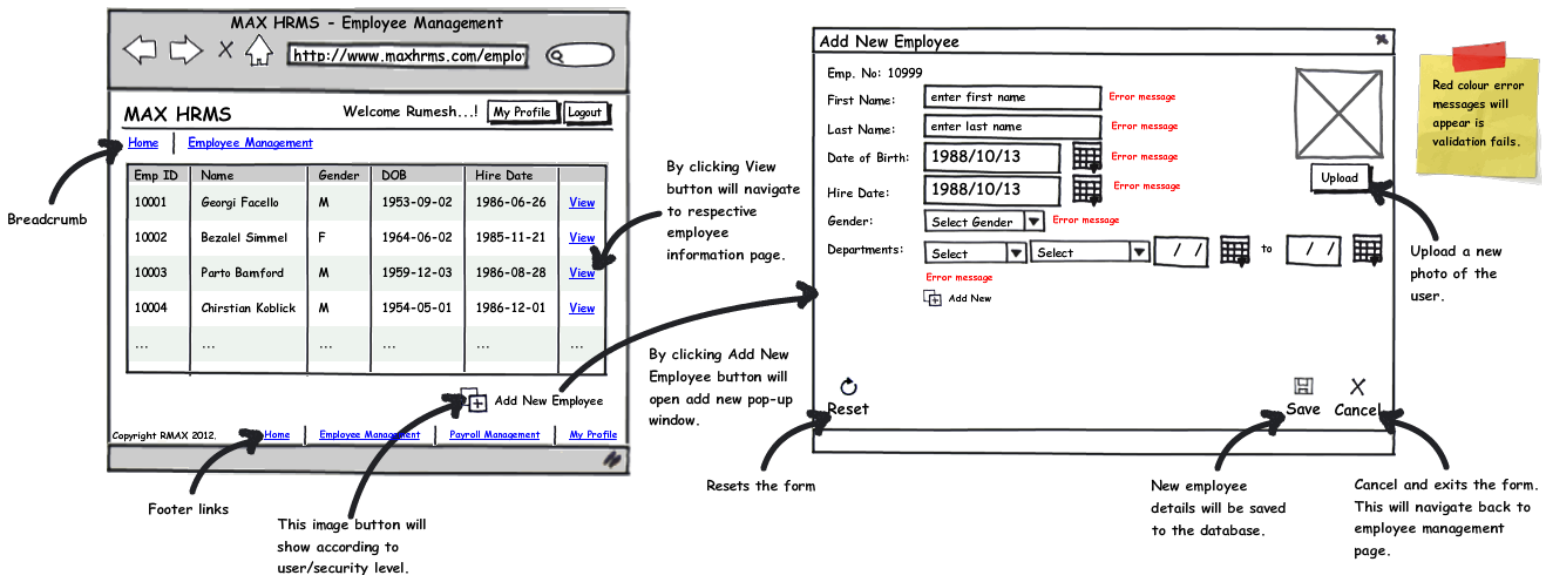 MAX HRMS - Employee Management
http://www.maxhrms.com/emplo
MAX HRMS
Welcome Rumesh...! My Profile Logout
Home Employee Management
Emp ID Name Gender DOB Hire Date
10001 Georgi Facello M 1953-09-02 1986-06-26 View
10002 Bezalel Simmel F 1964-06-02 1985-11-21 View
10003 Parto Bamford M 1959-12-03 1986-08-28 View
10004 Chirstian Koblick M 1954-05-01 1986-12-01 View
... ... ... ... ... ...
Add New Employee
Copyright RMAX 2012. Home Employee Management Payroll Management My Profile
Breadcrumb
Footer links
This image button will
show according to
user/security level.
By clicking View
button will navigate
to respective
employee
information page.
By clicking Add New
Employee button will
open add new pop-up
window.
Add New Employee
Emp. No: 10999
First Name: enter first name Error message
Last Name: enter last name Error message
Date of Birth: 1988/10/13 Error message
Hire Date: 1988/10/13 Error message
Gender: Select Gender Error message
Departments: Select Select / / to / /
Error message
Add New
Upload
Reset
Save Cancel
Resets the form
New employee
details will be saved
to the database.
Cancel and exits the form.
This will navigate back to
employee management
page.
Upload a new
photo of the
user.
Red colour error
messages will
appear is
validation fails.